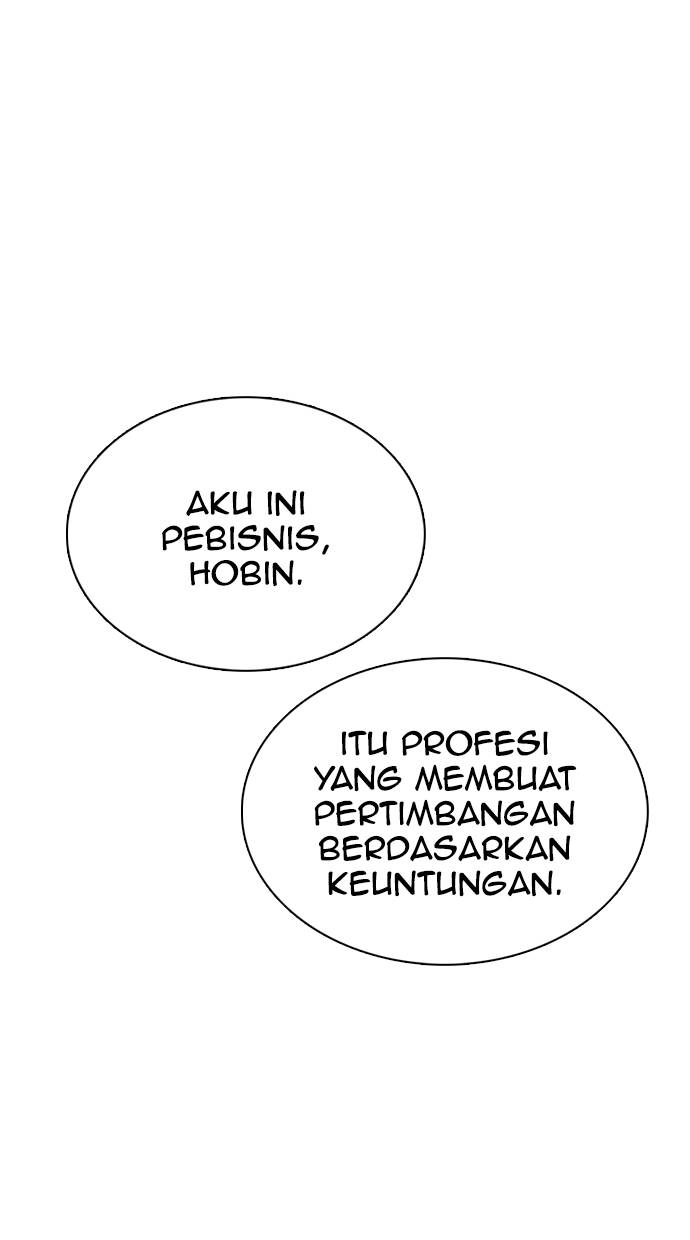 AKU INI
PEBISNIS,
HOBIN.
ITU PROFESI
YANG MEMBUAT
PERTIMBANGAN
BERDASARKAN
KEUNTUNGAN.